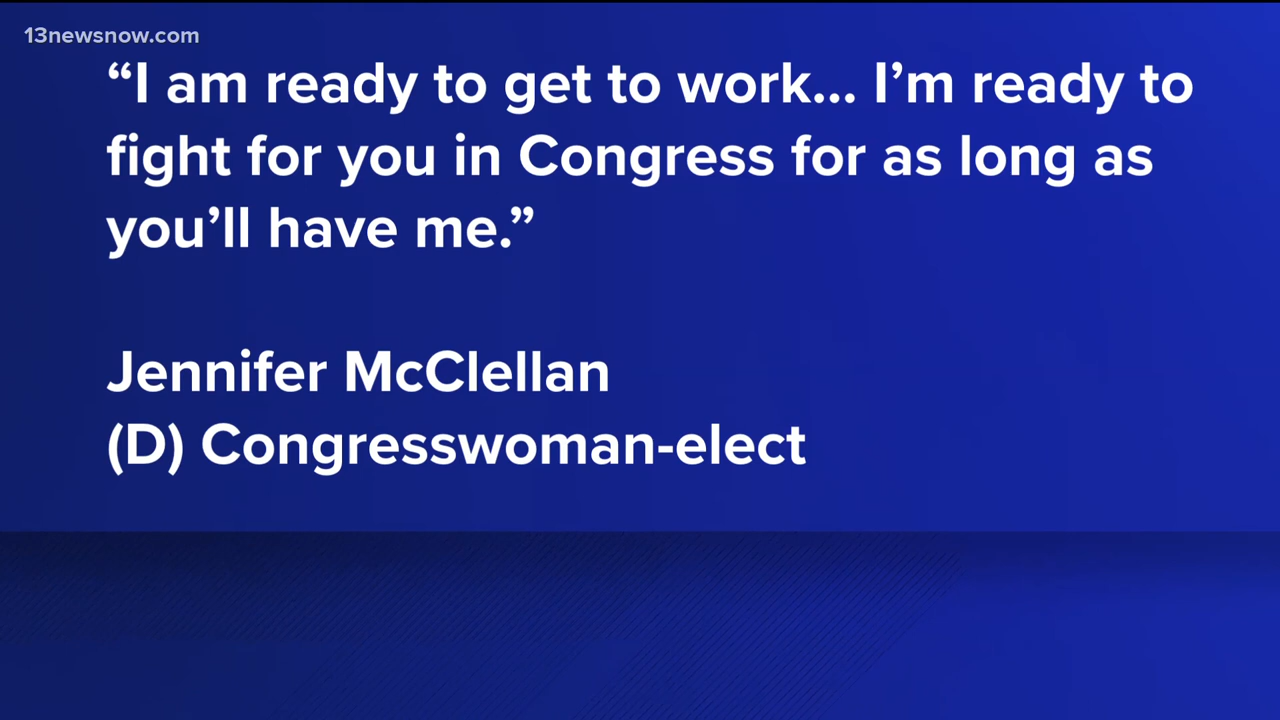 13newsnow.com
“I am ready to get to work... I’m ready to
fight for you in Congress for as long as
you’ll have me.”
Jennifer McClellan
(D) Congresswoman-elect